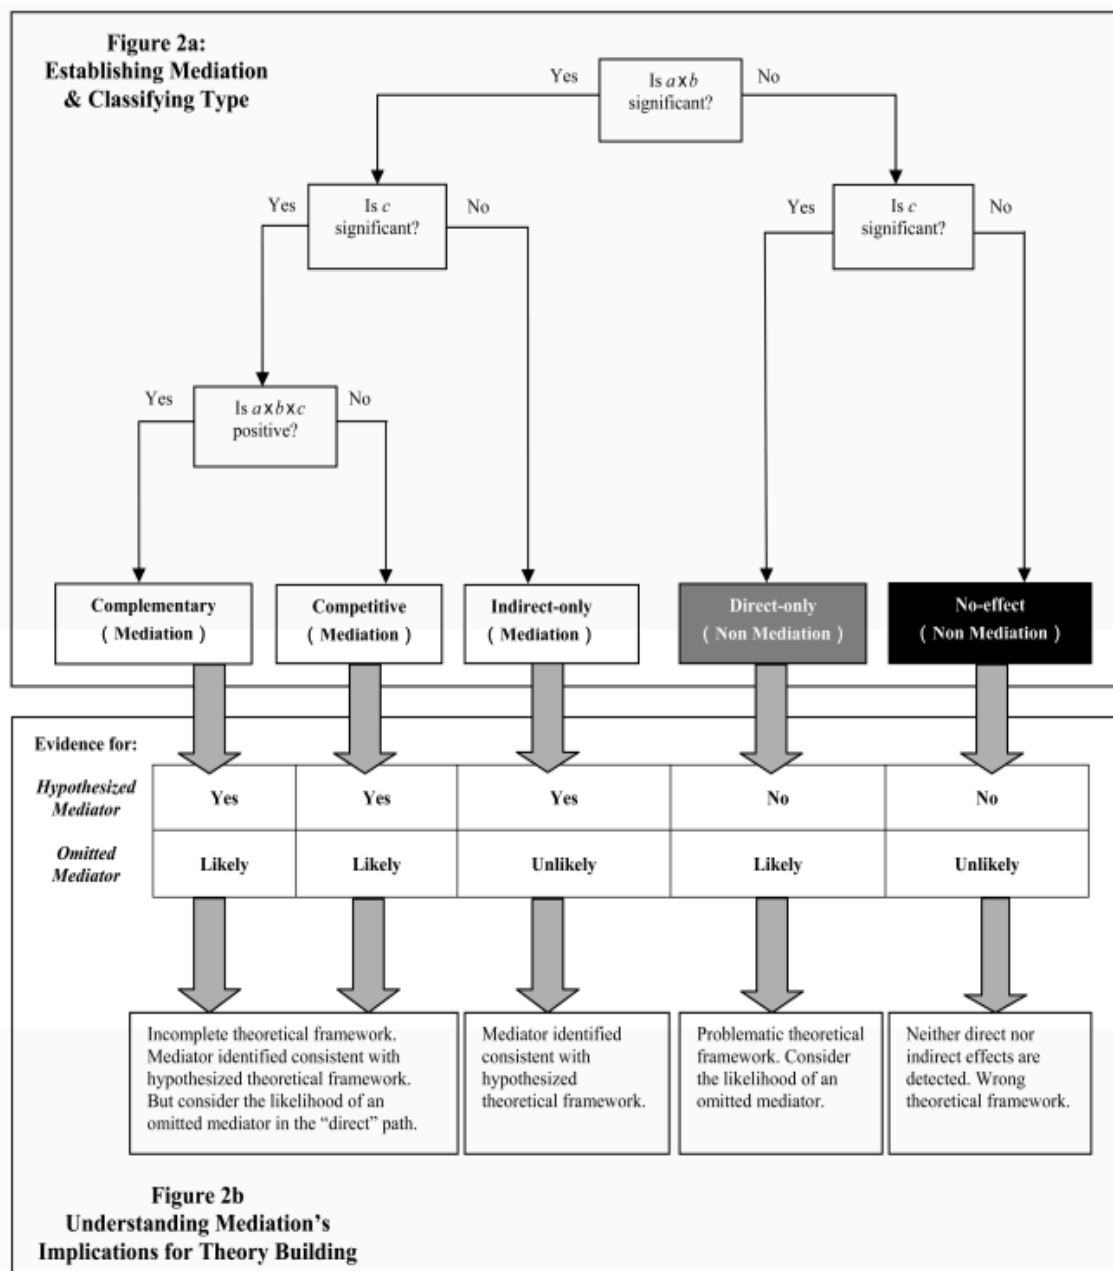 Figure 2a:
Establishing Mediation
& Classifying Type
Yes
Is a x b
significant?
No
Yes
Is c
significant?
No
Yes
Is c
significant?
No
Yes
Is a x b x c
positive?
No
Complementary
( Mediation )
Competitive
( Mediation )
Indirect-only
( Mediation )
Direct-only
( Non Mediation )
No-effect
( Non Mediation )
Evidence for:
Hypothesized
Mediator
Yes
Yes
Yes
No
No
Omitted
Mediator
Likely
Likely
Unlikely
Likely
Unlikely
Incomplete theoretical framework.
Mediator identified consistent with
hypothesized theoretical framework.
But consider the likelihood of an
omitted mediator in the “direct” path.
Mediator identified
consistent with
hypothesized
theoretical framework.
Problematic theoretical
framework. Consider
the likelihood of an
omitted mediator.
Neither direct nor
indirect effects are
detected. Wrong
theoretical framework.
Figure 2b
Understanding Mediation’s
Implications for Theory Building